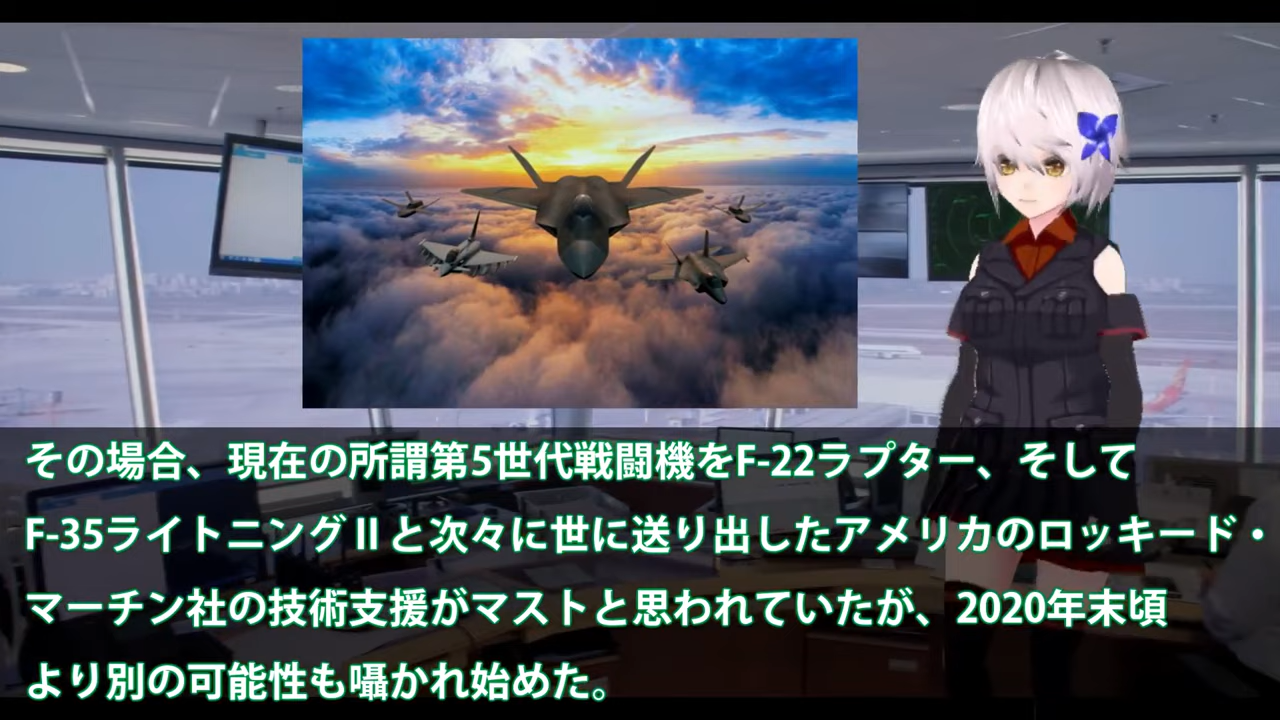 その場合、現在の所謂第5世代戦闘機をF-22ラプター、そして
F-35ライトニングⅡと次々に世に送り出したアメリカのロッキード・
マーチン社の技術支援がマストと思われていたが、2020年末頃
より別の可能性も囁かれ始めた。